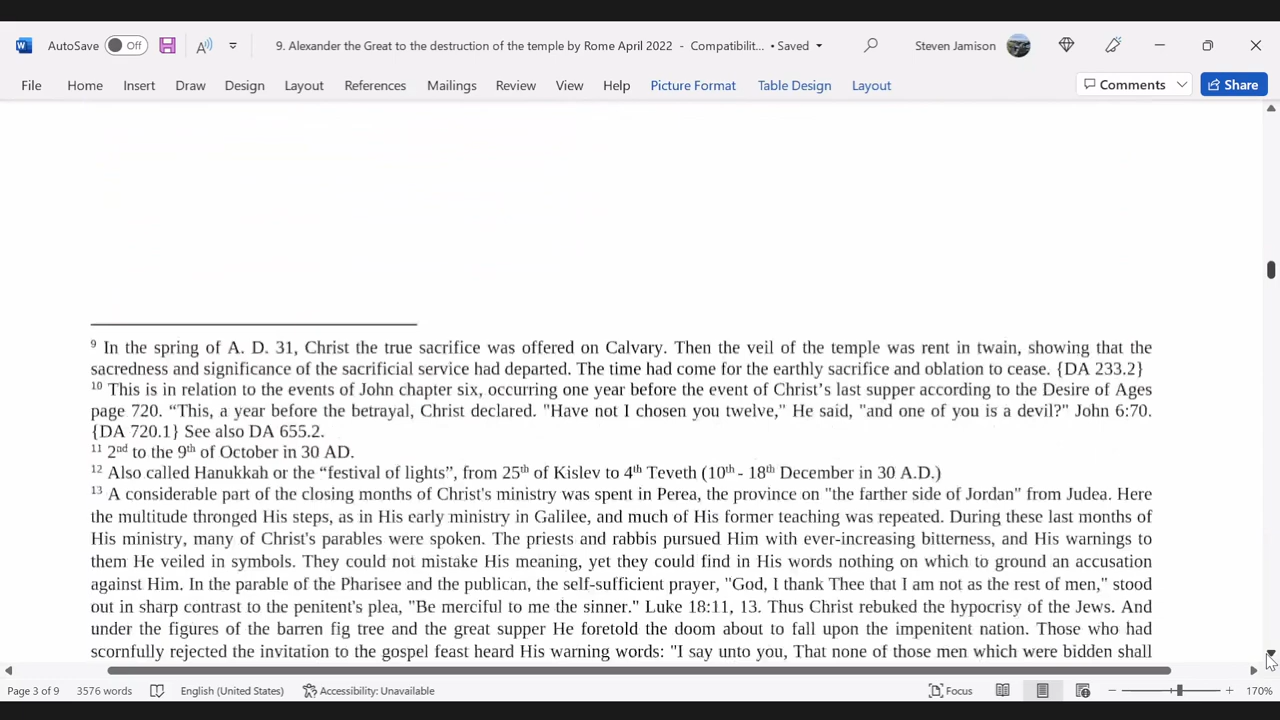 AutoSave Off 9. Alexander the Great to the destruction of the temple by Rome April 2022 - Compatibilit... • Saved Steven Jamison
File Home Insert Draw Design Layout References Mailings Review View Help Picture Format Table Design Layout Comments Share
9 In the spring of A. D. 31, Christ the true sacrifice was offered on Calvary. Then the veil of the temple was rent in twain, showing that the
sacredness and significance of the sacrificial service had departed. The time had come for the earthly sacrifice and oblation to cease. {DA 233.2}
10 This is in relation to the events of John chapter six, occurring one year before the event of Christ’s last supper according to the Desire of Ages
page 720. “This, a year before the betrayal, Christ declared. "Have not I chosen you twelve," He said, "and one of you is a devil?" John 6:70.
{DA 720.1} See also DA 655.2.
11 2nd to the 9th of October in 30 AD.
12 Also called Hanukkah or the “festival of lights”, from 25th of Kislev to 4th Teveth (10th - 18th December in 30 A.D.)
13 A considerable part of the closing months of Christ's ministry was spent in Perea, the province on "the farther side of Jordan" from Judea. Here
the multitude thronged His steps, as in His early ministry in Galilee, and much of His former teaching was repeated. During these last months of
His ministry, many of Christ's parables were spoken. The priests and rabbis pursued Him with ever-increasing bitterness, and His warnings to
them He veiled in symbols. They could not mistake His meaning, yet they could find in His words nothing on which to ground an accusation
against Him. In the parable of the Pharisee and the publican, the self-sufficient prayer, "God, I thank Thee that I am not as the rest of men," stood
out in sharp contrast to the penitent's plea, "Be merciful to me the sinner." Luke 18:11, 13. Thus Christ rebuked the hypocrisy of the Jews. And
under the figures of the barren fig tree and the great supper He foretold the doom about to fall upon the impenitent nation. Those who had
scornfully rejected the invitation to the gospel feast heard His warning words: "I say unto you, That none of those men which were bidden shall
Page 3 of 9 3576 words English (United States) Accessibility: Unavailable Focus 170%